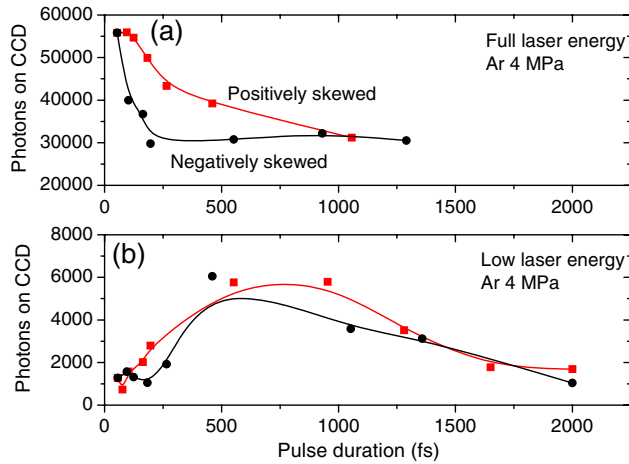 (a)
Full laser energy
Ar 4 MPa
Positively skewed
Negatively skewed
Photons on CCD
60000
50000
40000
30000
20000
0 500 1000 1500 2000
(b)
Low laser energy
Ar 4 MPa
Photons on CCD
8000
6000
4000
2000
0
0 500 1000 1500 2000
Pulse duration (fs)